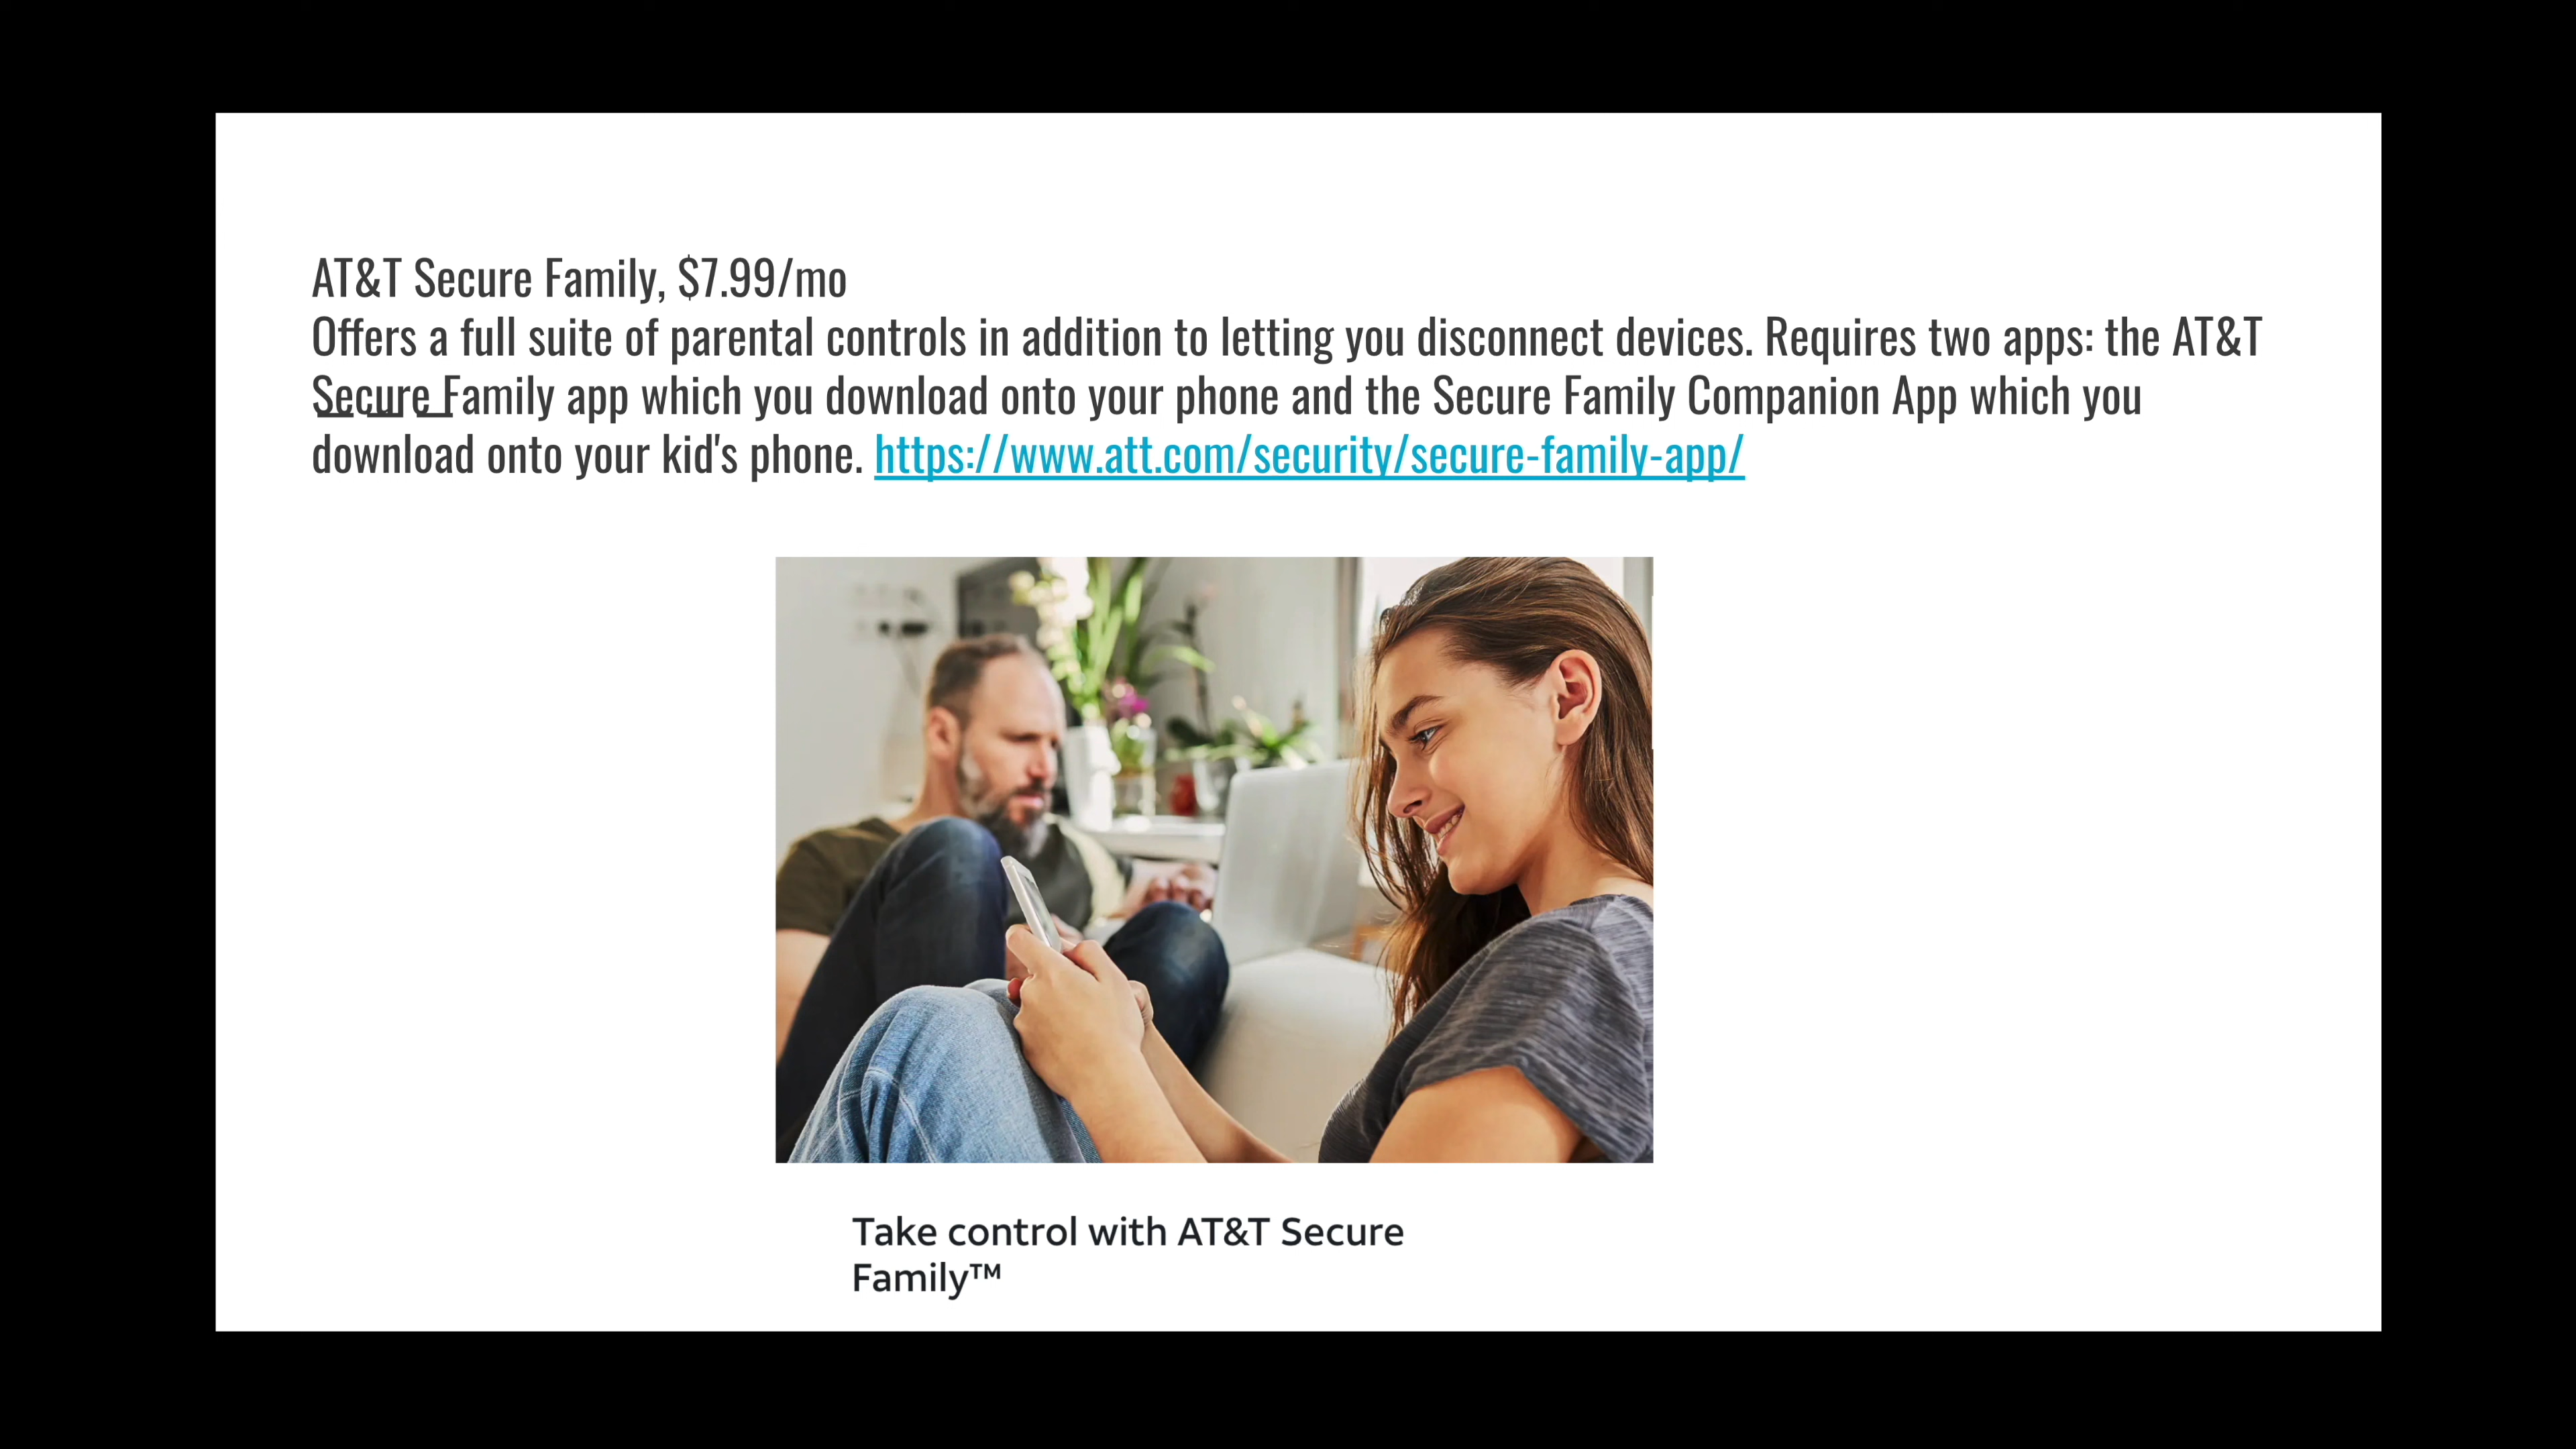 AT&T Secure Family, $7.99/mo
Offers a full suite of parental controls in addition to letting you disconnect devices. Requires two apps: the AT&T
Secure Family app which you download onto your phone and the Secure Family Companion App which you
download onto your kid's phone. https://www.att.com/security/secure-family-app/
Take control with AT&T Secure
Family™